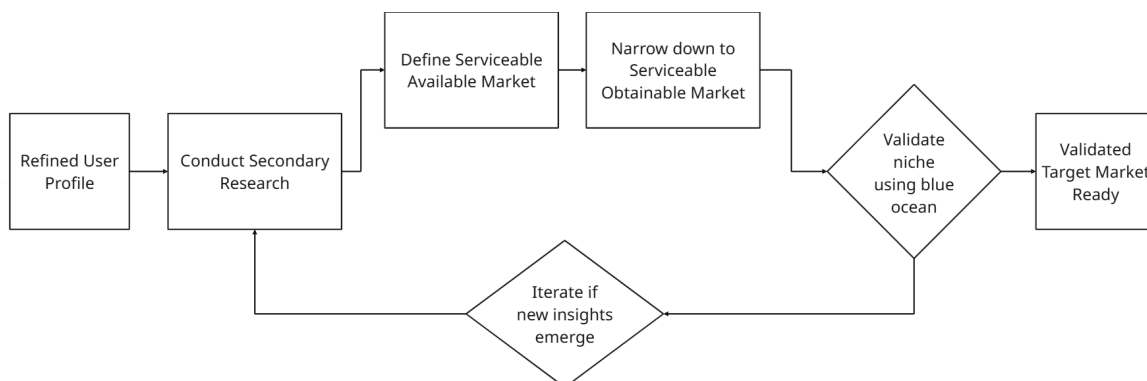 Refined User
Profile
Conduct Secondary
Research
Define Serviceable
Available Market
Narrow down to
Serviceable
Obtainable Market
Validate
niche
using blue
ocean
Validated
Target Market
Ready
Iterate if
new insights
emerge